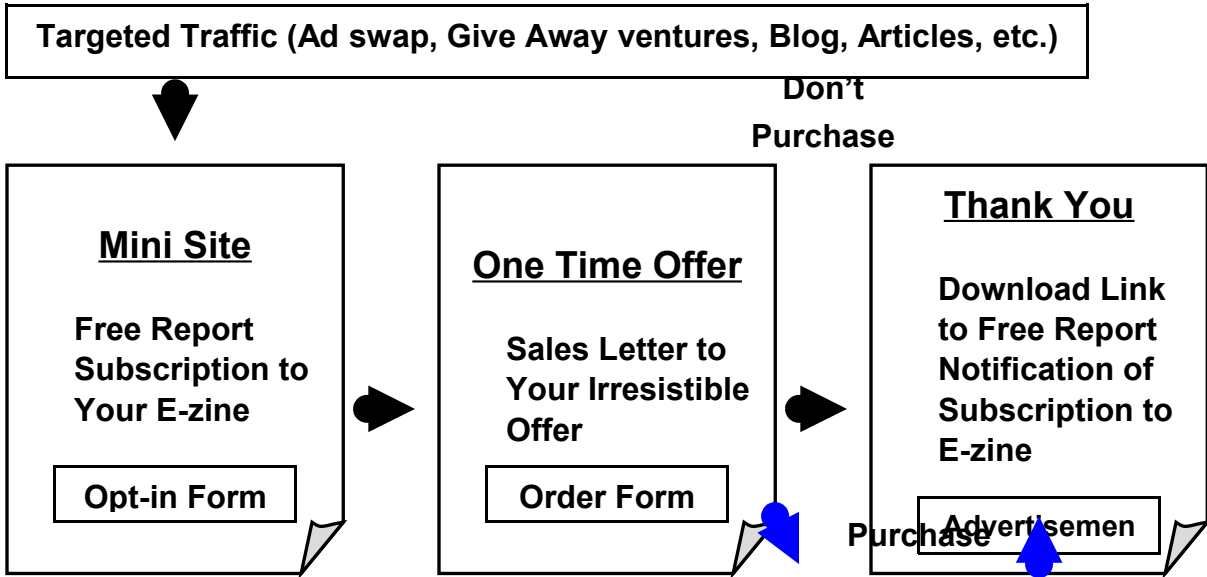 Targeted Traffic (Ad swap, Give Away ventures, Blog, Articles, etc.)
Don't
Purchase
Mini Site
Free Report
Subscription to
Your E-zine
Opt-in Form
One Time Offer
Sales Letter to
Your Irresistible
Offer
Order Form
Thank You
Download Link
to Free Report
Notification of
Subscription to
E-zine
Purchase
Advertisemen